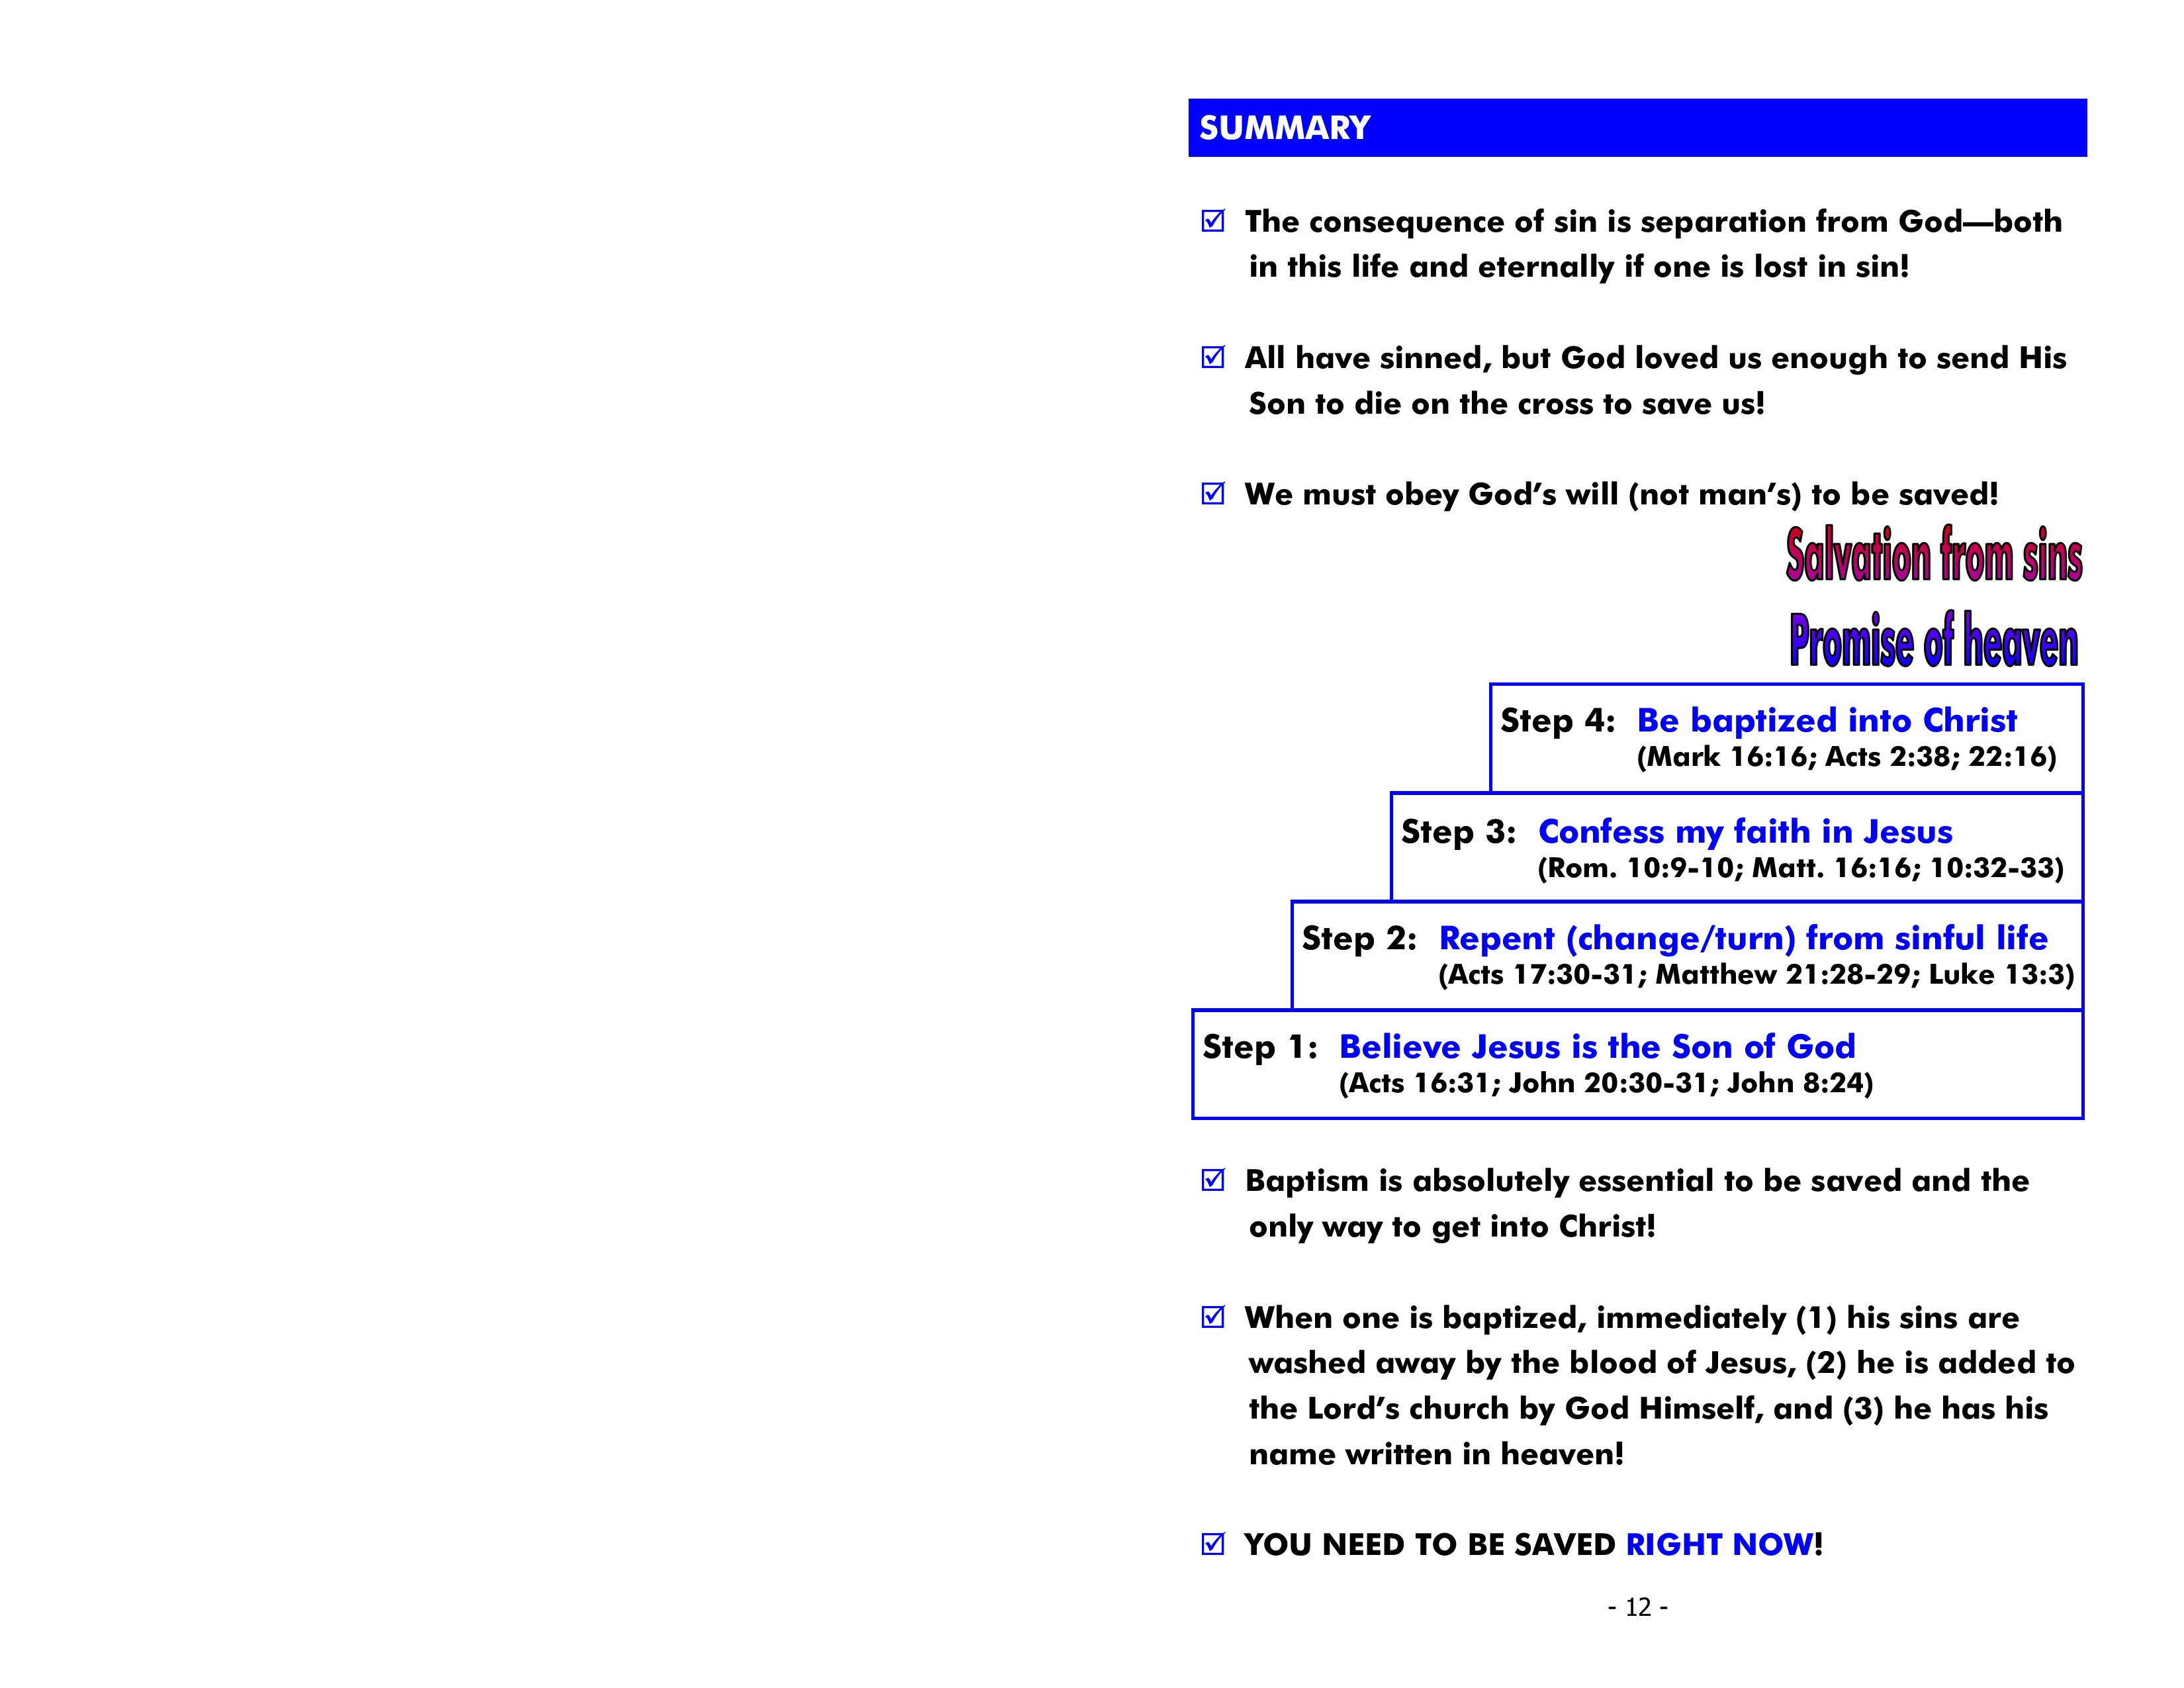 SUMMARY
☑ The consequence of sin is separation from God—both
in this life and eternally if one is lost in sin!
☑ All have sinned, but God loved us enough to send His
Son to die on the cross to save us!
☑ We must obey God’s will (not man’s) to be saved!
Salvation from sins
Promise of heaven
Step 4: Be baptized into Christ
(Mark 16:16; Acts 2:38; 22:16)
Step 3: Confess my faith in Jesus
(Rom. 10:9-10; Matt. 16:16; 10:32-33)
Step 2: Repent (change/turn) from sinful life
(Acts 17:30-31; Matthew 21:28-29; Luke 13:3)
Step 1: Believe Jesus is the Son of God
(Acts 16:31; John 20:30-31; John 8:24)
☑ Baptism is absolutely essential to be saved and the
only way to get into Christ!
☑ When one is baptized, immediately (1) his sins are
washed away by the blood of Jesus, (2) he is added to
the Lord’s church by God Himself, and (3) he has his
name written in heaven!
☑ YOU NEED TO BE SAVED RIGHT NOW!
- 12 -